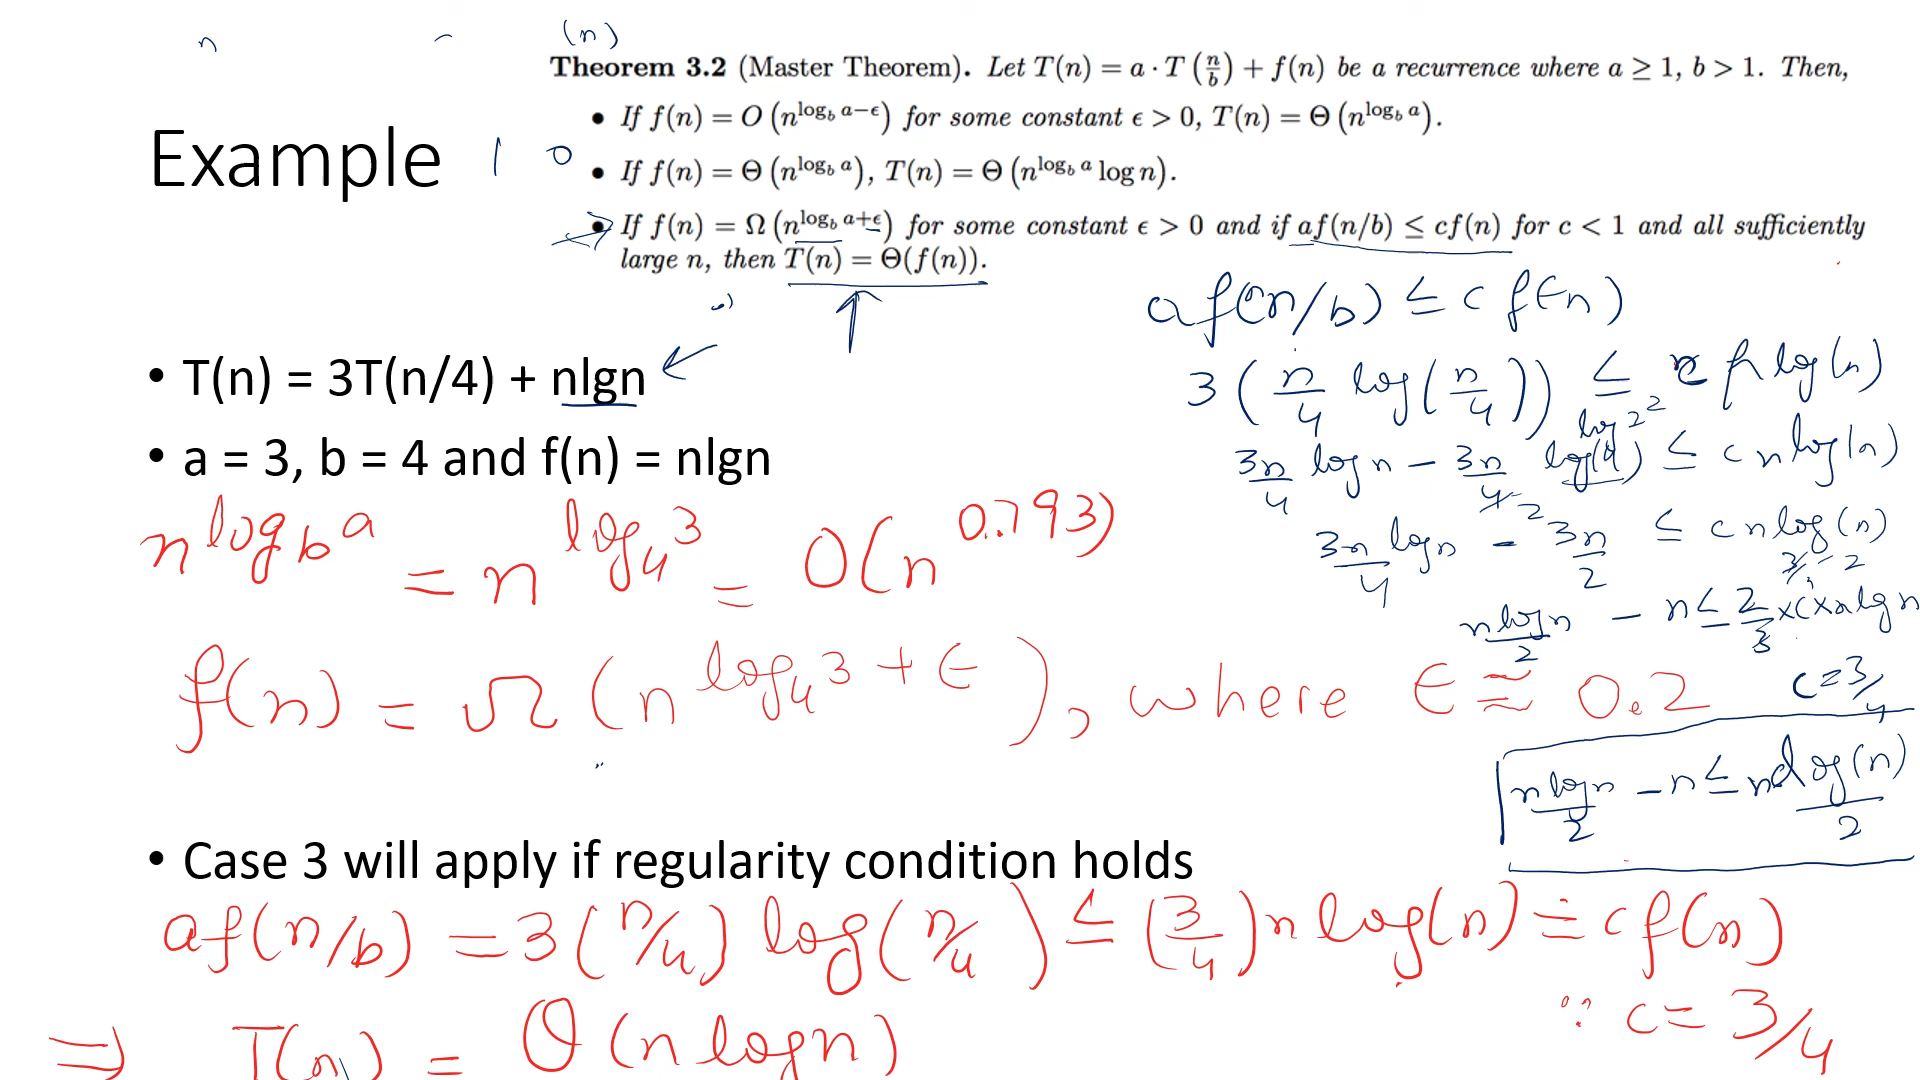 n
(n)
Theorem 3.2 (Master Theorem). Let T(n) = a · T (n/b) + f(n) be a recurrence where a ≥ 1, b > 1. Then,
• If f(n) = O (n^{log_b a−ϵ}) for some constant ϵ > 0, T(n) = Θ (n^{log_b a}).
Example 10
• If f(n) = Θ (n^{log_b a}), T(n) = Θ (n^{log_b a} log n).
• If f(n) = Ω (n^{log_b a+ϵ}) for some constant ϵ > 0 and if af(n/b) ≤ cf(n) for c < 1 and all sufficiently
large n, then T(n) = Θ(f(n)).
• T(n) = 3T(n/4) + nlgn
• a = 3, b = 4 and f(n) = nlgn
n^{log_b a} = n^{log_4 3} = O(n^{0.793})
f(n) = Ω (n^{log_4 3 + ϵ}), where ϵ ≈ 0.2
af(n/b) ≤ c f(n)
3 (n/4 log(n/4)) ≤ c n log(n)
log 2^2
3n/4 log n − 3n/4 log(4) ≤ c n log(n)
3n/4 log n − 3n/2 ≤ c n log(n)
n log n/2 − n ≤ 2/3 × c × n lg n
c = 3/4
n log n/2 − n ≤ n log(n)/2
• Case 3 will apply if regularity condition holds
af(n/b) = 3(n/4) log(n/4) ≤ (3/4) n log(n) = c f(n)
∵ c = 3/4
⇒ T(n) = Θ (n log n)